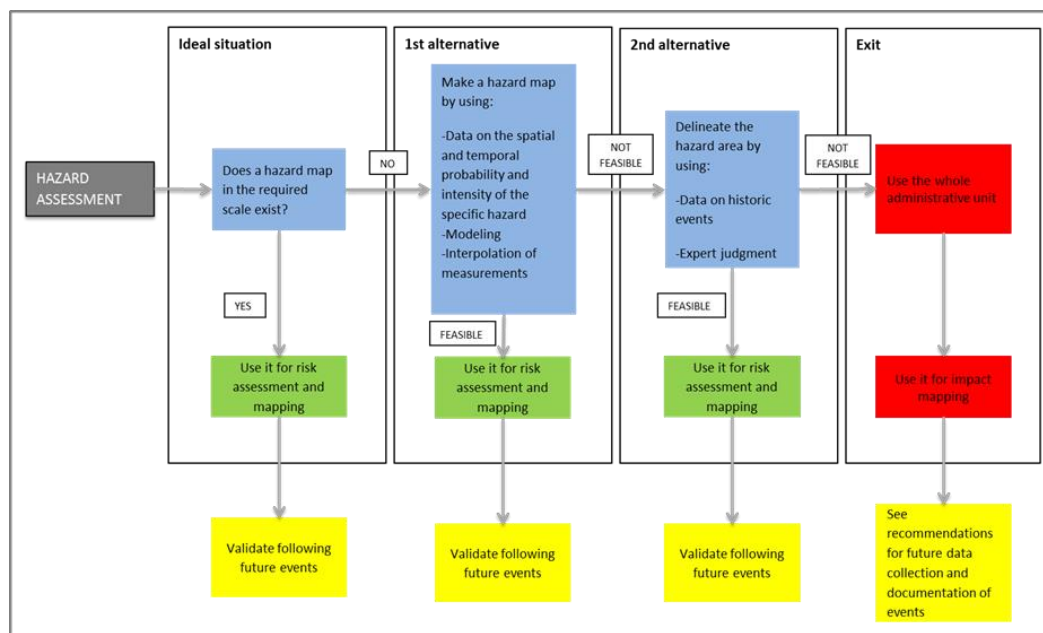 Ideal situation
1st alternative
2nd alternative
Exit
HAZARD
ASSESSMENT
Does a hazard map
in the required
scale exist?
NO
YES
Use it for risk
assessment and
mapping
Validate following
future events
Make a hazard map
by using:
-Data on the spatial
and temporal
probability and
intensity of the
specific hazard
-Modeling
-Interpolation of
measurements
NOT
FEASIBLE
FEASIBLE
Use it for risk
assessment and
mapping
Validate following
future events
Delineate the
hazard area by
using:
-Data on historic
events
-Expert judgment
NOT
FEASIBLE
FEASIBLE
Use it for risk
assessment and
mapping
Validate following
future events
Use the whole
administrative unit
Use it for impact
mapping
See
recommendations
for future data
collection and
documentation of
events